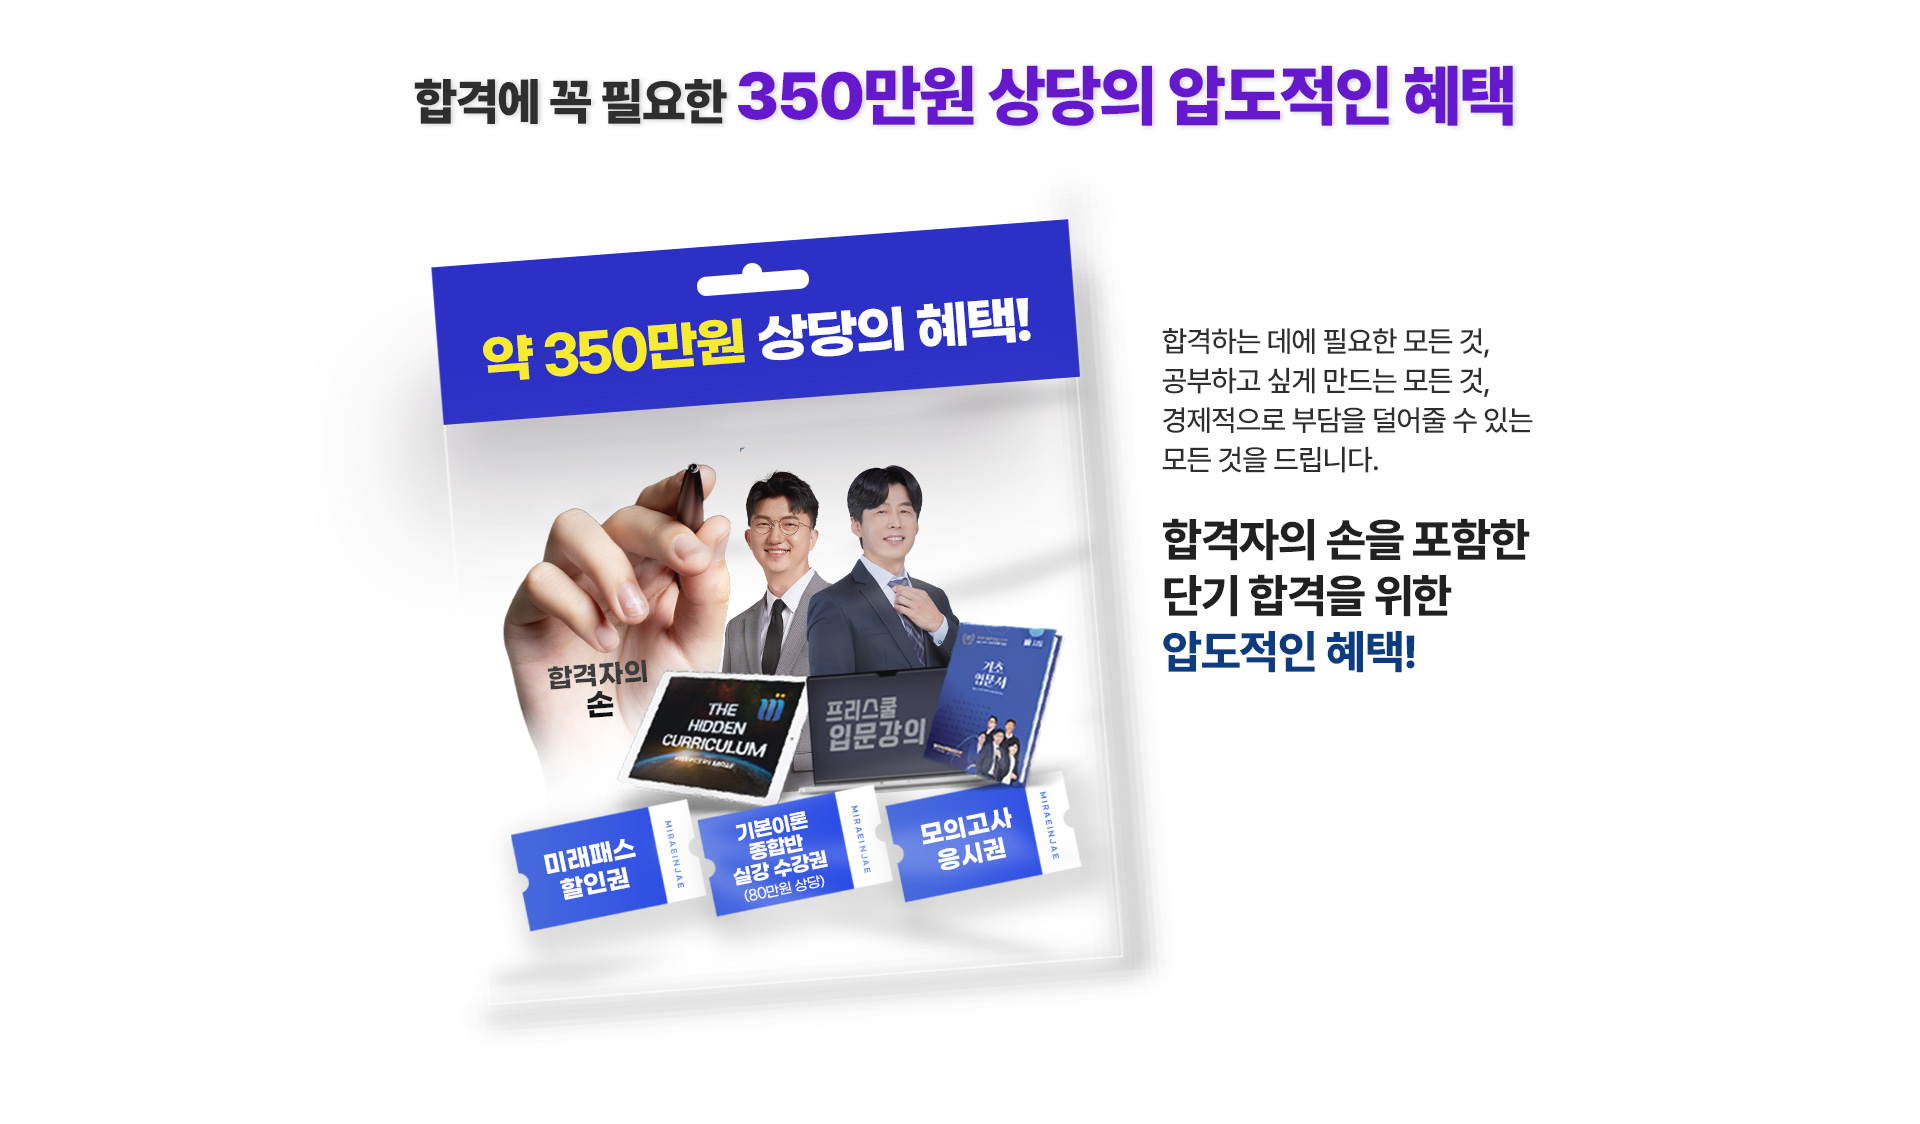 합격에 꼭 필요한 350만원 상당의 압도적인 혜택
약 350만원 상당의 혜택!
합격하는 데에 필요한 모든 것,
공부하고 싶게 만드는 모든 것,
경제적으로 부담을 덜어줄 수 있는
모든 것을 드립니다.
합격자의 손을 포함한
단기 합격을 위한
압도적인 혜택!
합격자의
손
THE
HIDDEN
CURRICULUM
프리스쿨
입문강의
기초
입문서
미래패스
할인권
MIRAEINJAE
기본이론
종합반
실강 수강권
(80만원 상당)
MIRAEINJAE
모의고사
응시권
MIRAEINJAE